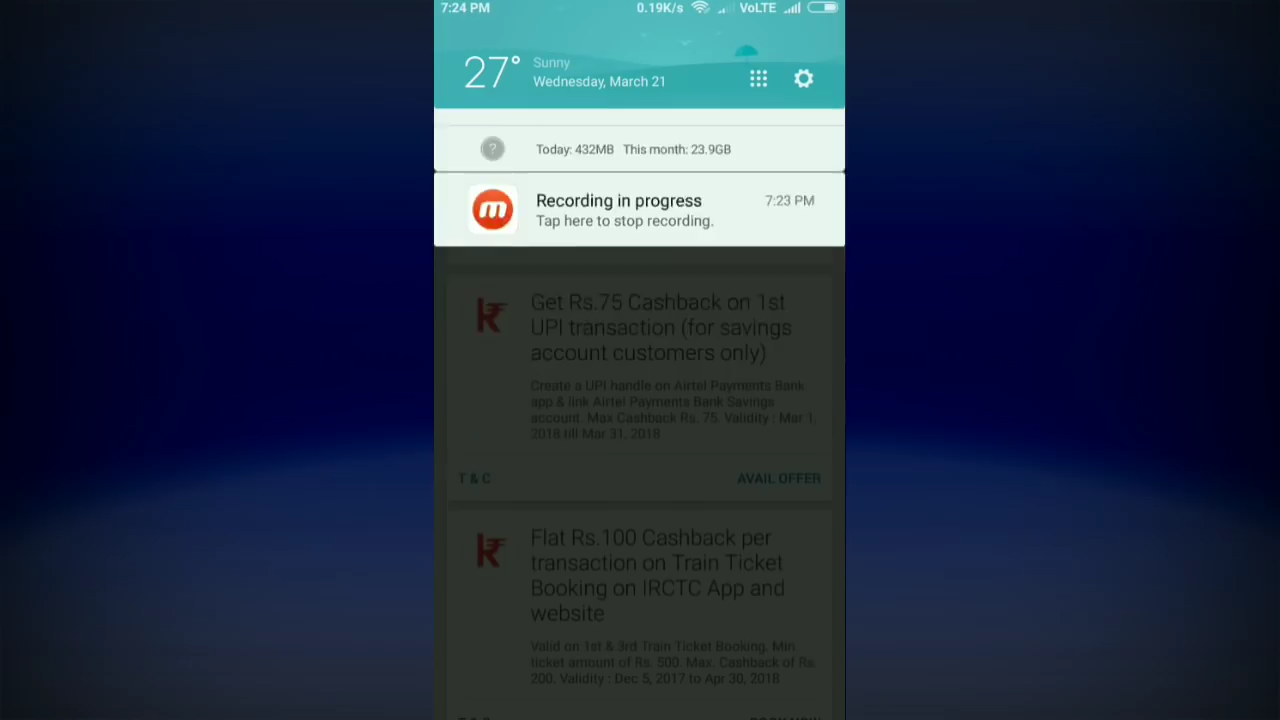 7:24 PM 0.19K/s VoLTE
27° Sunny
Wednesday, March 21
?
Today: 432MB This month: 23.9GB
m
Recording in progress 7:23 PM
Tap here to stop recording.
Get Rs.75 Cashback on 1st
UPI transaction (for savings
account customers only)
Create a UPI handle on Airtel Payments Bank
app & link Airtel Payments Bank Savings
account. Max Cashback Rs. 75. Validity : Mar 1,
2018 till Mar 31, 2018
T & C AVAIL OFFER
Flat Rs.100 Cashback per
transaction on Train Ticket
Booking on IRCTC App and
website
Valid on 1st & 3rd Train Ticket Booking. Min
ticket amount of Rs. 500. Max. Cashback of Rs.
200. Validity : Dec 5, 2017 to Apr 30, 2018